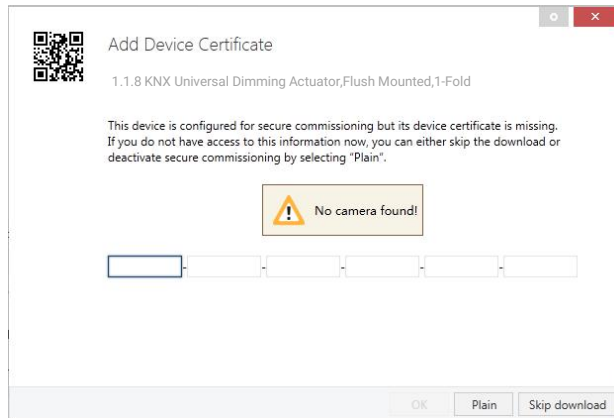 Add Device Certificate
1.1.8 KNX Universal Dimming Actuator,Flush Mounted,1-Fold
This device is configured for secure commissioning but its device certificate is missing.
If you do not have access to this information now, you can either skip the download or
deactivate secure commissioning by selecting "Plain".
No camera found!
- - - - -
OK Plain Skip download